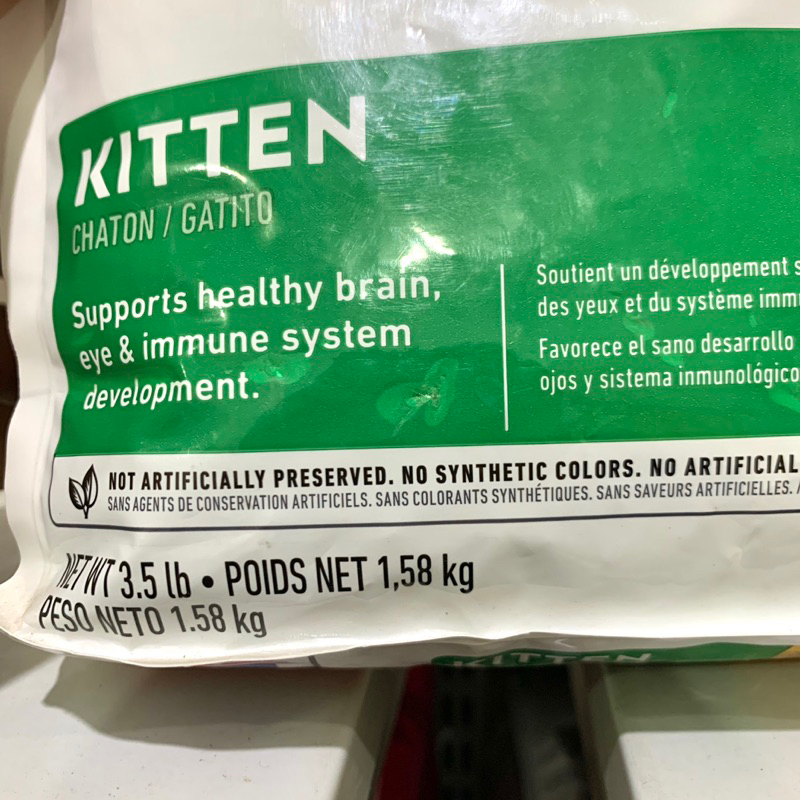 KITTEN
CHATON / GATITO
Supports healthy brain,
eye & immune system
development.
Soutient un développement
des yeux et du système
Favorece el sano desarrollo
ojos y sistema inmunológico
NOT ARTIFICIALLY PRESERVED. NO SYNTHETIC COLORS. NO ARTIFICIAL
SANS AGENTS DE CONSERVATION ARTIFICIELS. SANS COLORANTS SYNTHÉTIQUES. SANS SAVEURS ARTIFICIELLES.
NET WT 3.5 lb • POIDS NET 1,58 kg
PESO NETO 1.58 kg
KITTEN